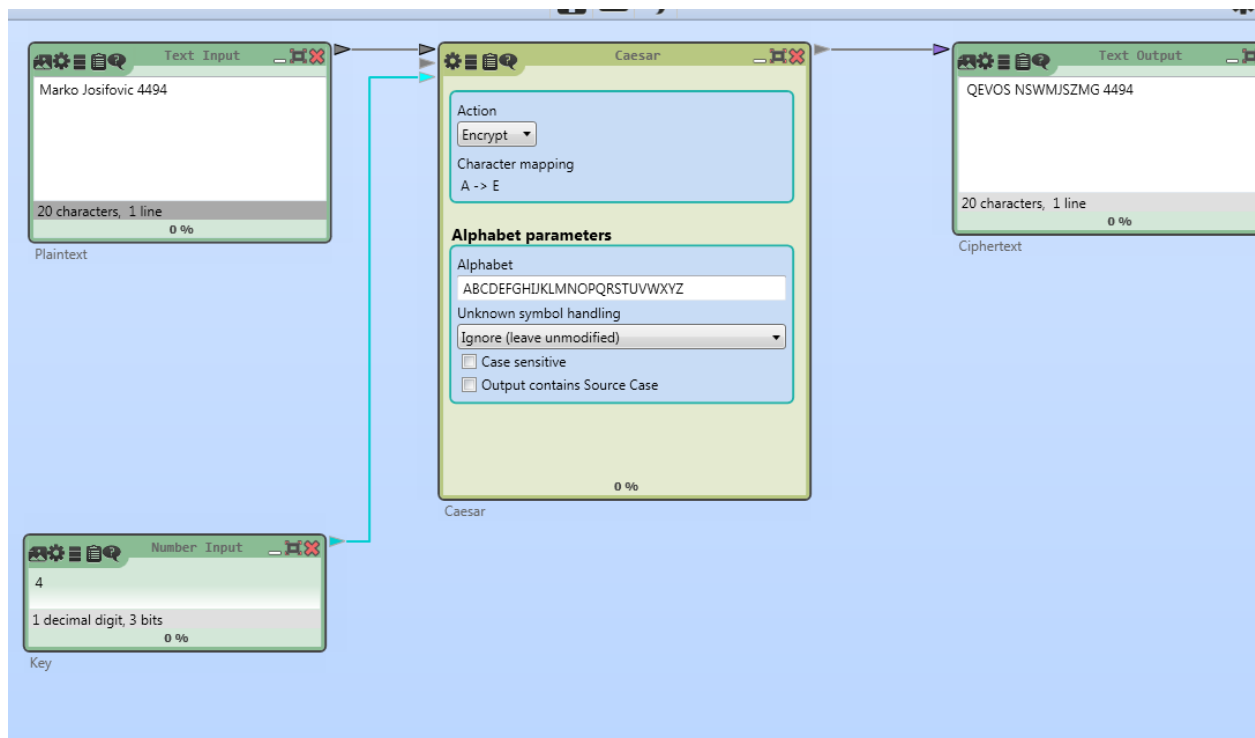 Text Input
Marko Josifovic 4494
20 characters, 1 line
0 %
Plaintext
Caesar
Action
Encrypt
Character mapping
A -> E
Alphabet parameters
Alphabet
ABCDEFGHIJKLMNOPQRSTUVWXYZ
Unknown symbol handling
Ignore (leave unmodified)
Case sensitive
Output contains Source Case
0 %
Caesar
Text Output
QEVOS NSWMJSZMG 4494
20 characters, 1 line
0 %
Ciphertext
Number Input
4
1 decimal digit, 3 bits
0 %
Key